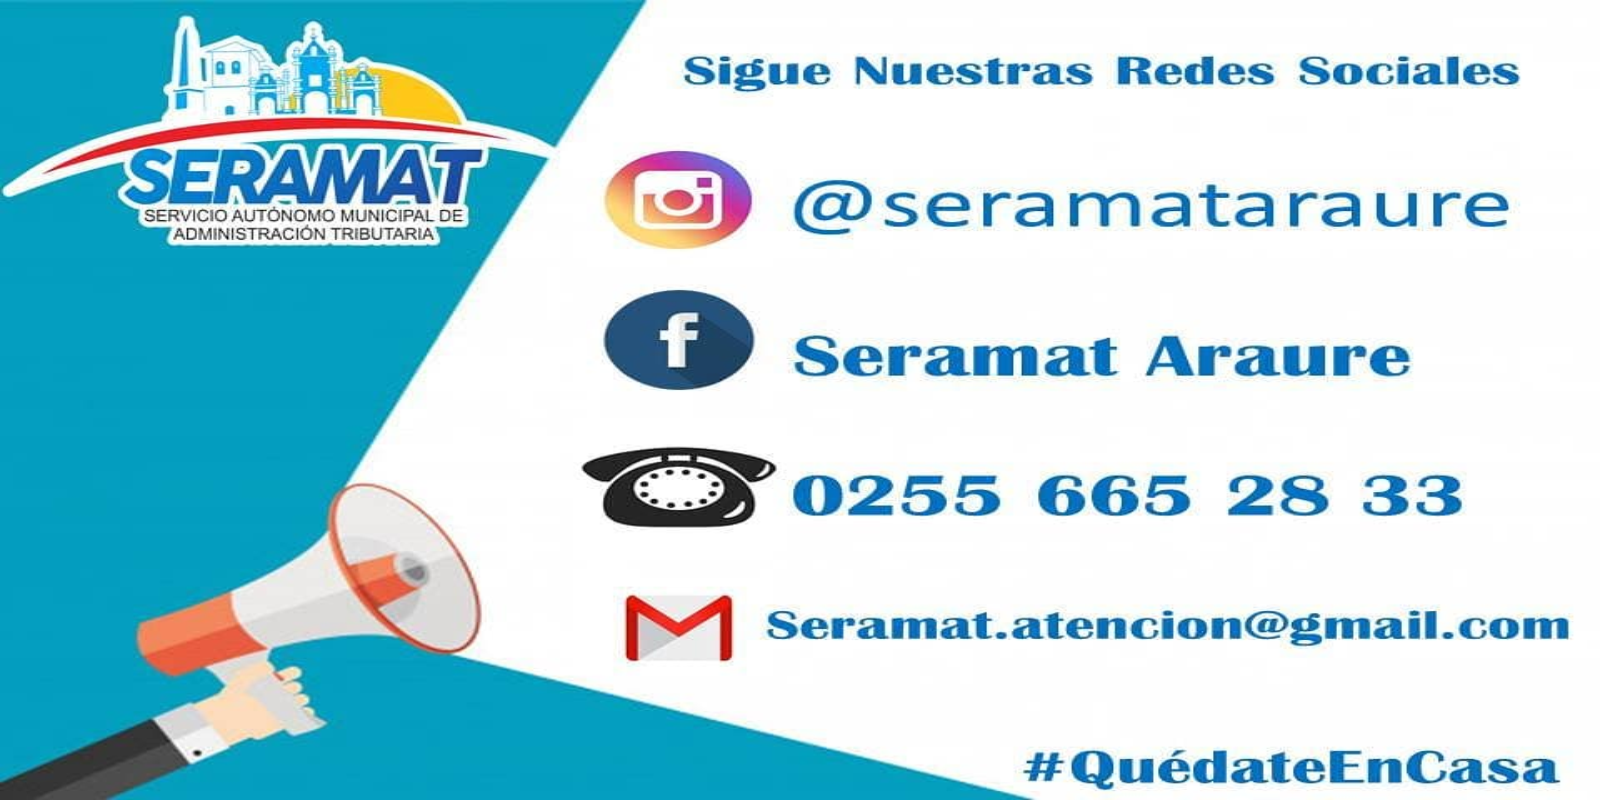 SERAMAT
SERVICIO AUTÓNOMO MUNICIPAL DE
ADMINISTRACIÓN TRIBUTARIA
Sigue Nuestras Redes Sociales
@seramataraure
Seramat Araure
0255 665 28 33
Seramat.atencion@gmail.com
#QuédateEnCasa